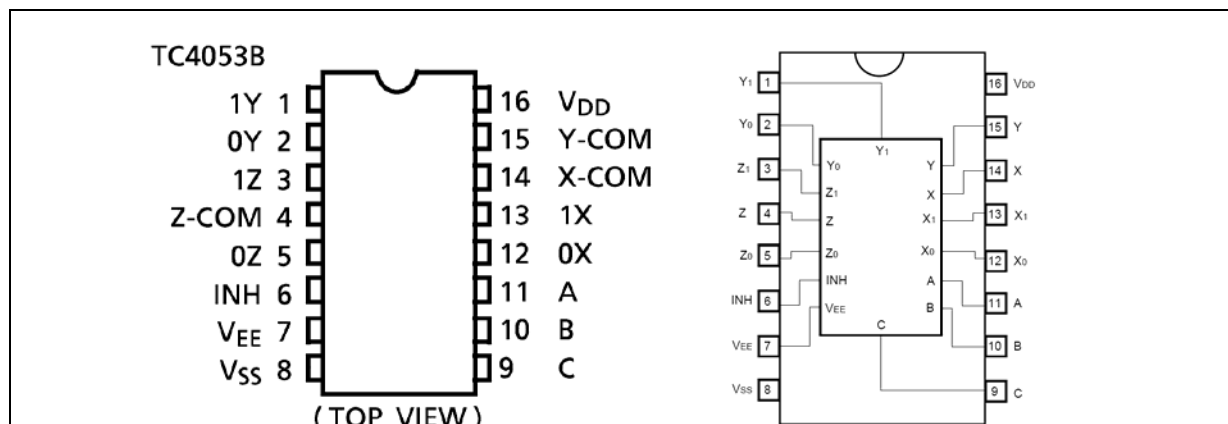 TC4053B
1Y 1
0Y 2
1Z 3
Z-COM 4
0Z 5
INH 6
VEE 7
VSS 8
16 VDD
15 Y-COM
14 X-COM
13 1X
12 0X
11 A
10 B
9 C
(TOP VIEW)
Y1 1
Y0 2
Z1 3
Z 4
Z0 5
INH 6
VEE 7
VSS 8
Y1
Y0
Z1
Z
Z0
INH
VEE
C
Y
X
X1
X0
A
B
16 VDD
15 Y
14 X
13 X1
12 X0
11 A
10 B
9 C